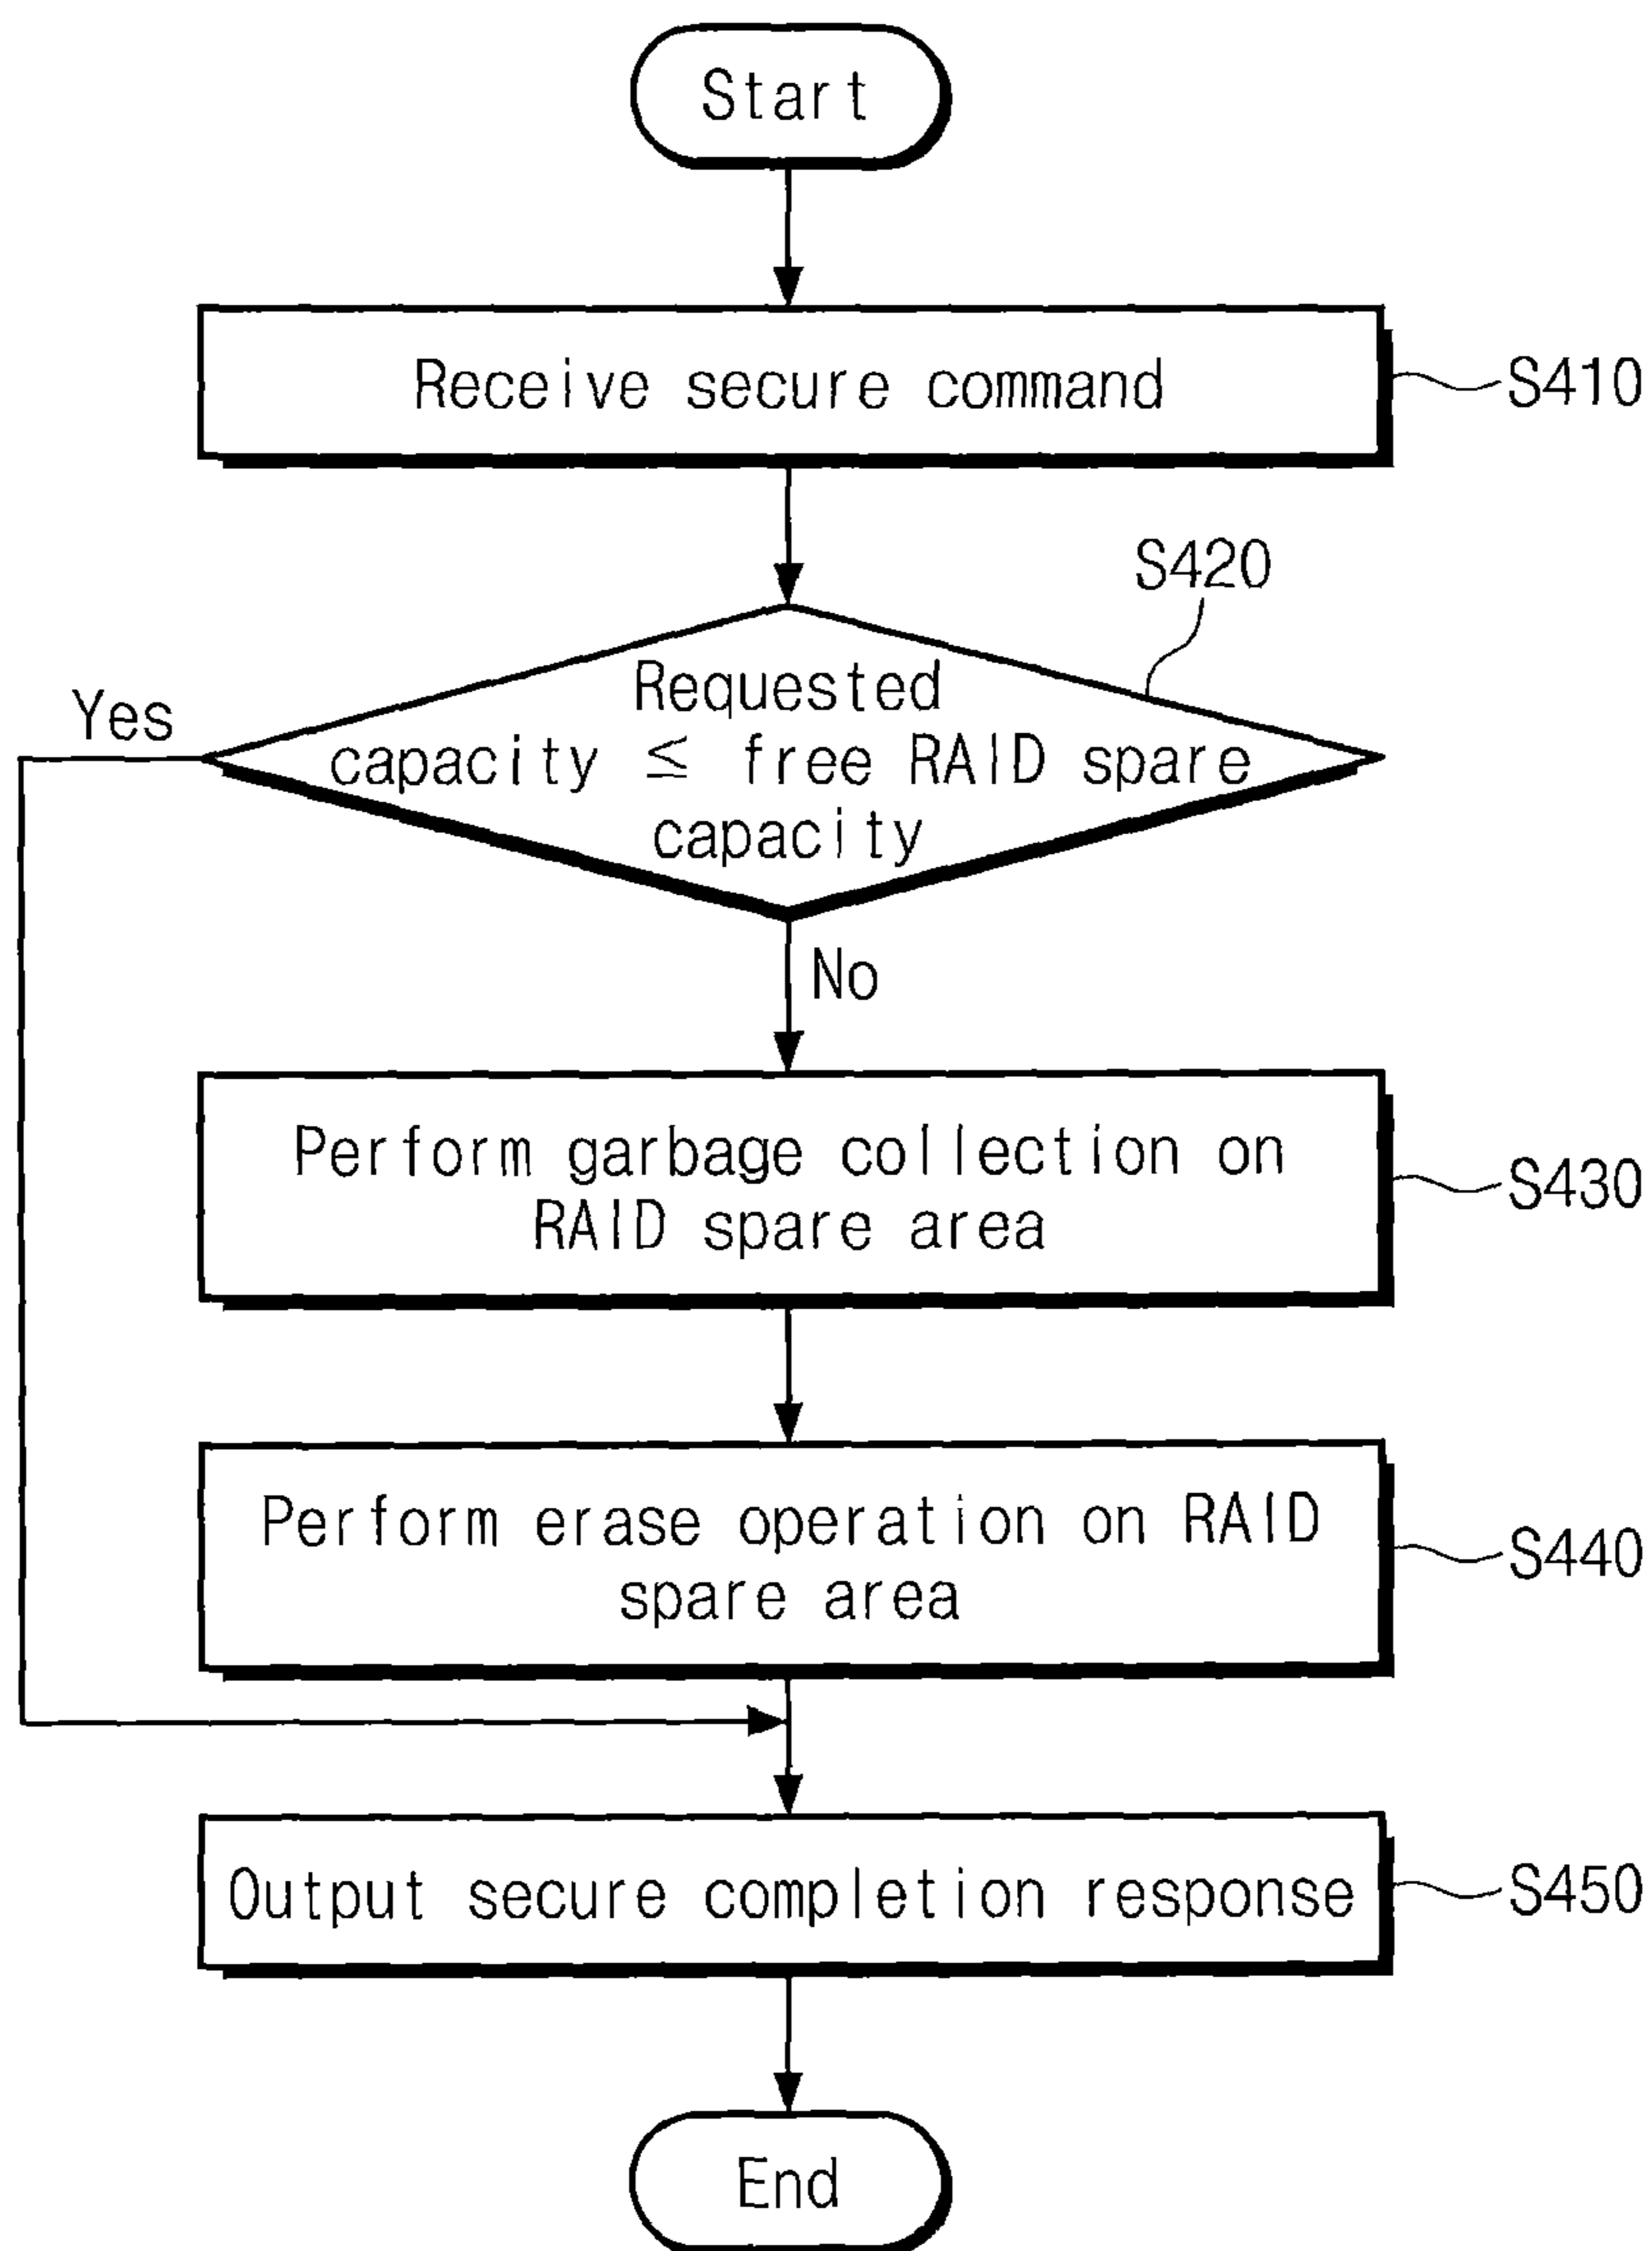 Start
Receive secure command
S410
S420
Requested
Yes
capacity ≤ free RAID spare
capacity
No
Perform garbage collection on
RAID spare area
S430
Perform erase operation on RAID
spare area
S440
Output secure completion response
S450
End